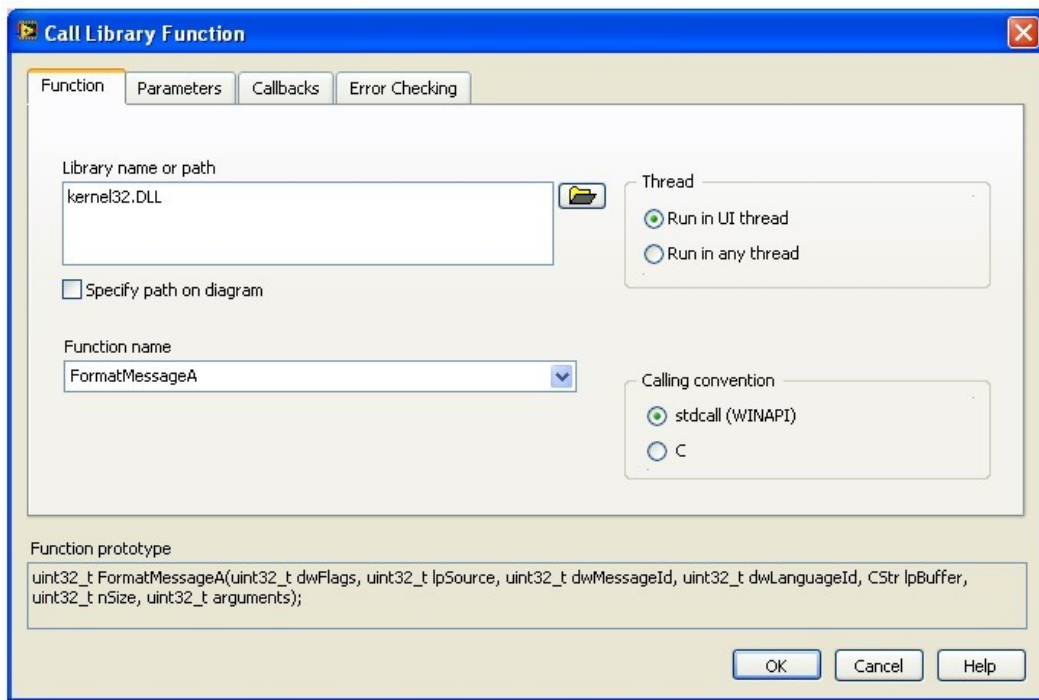 Call Library Function
Function
Parameters
Callbacks
Error Checking
Library name or path
kernel32.DLL
Specify path on diagram
Thread
Run in UI thread
Run in any thread
Function name
FormatMessageA
Calling convention
stdcall (WINAPI)
C
Function prototype
uint32_t FormatMessageA(uint32_t dwFlags, uint32_t lpSource, uint32_t dwMessageId, uint32_t dwLanguageId, CStr lpBuffer,
uint32_t nSize, uint32_t arguments);
OK
Cancel
Help